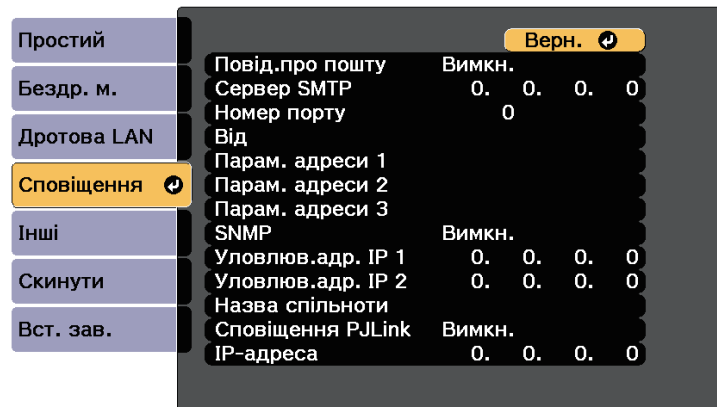 Простий
Бездр. м.
Дротова LAN
Сповіщення
Інші
Скинути
Вст. зав.
Верн.
Повід.про пошту Вимкн.
Сервер SMTP 0. 0. 0. 0
Номер порту 0
Від
Парам. адреси 1
Парам. адреси 2
Парам. адреси 3
SNMP Вимкн.
Уловлюв.адр. IP 1 0. 0. 0. 0
Уловлюв.адр. IP 2 0. 0. 0. 0
Назва спільноти
Сповіщення PJLink Вимкн.
IP-адреса 0. 0. 0. 0